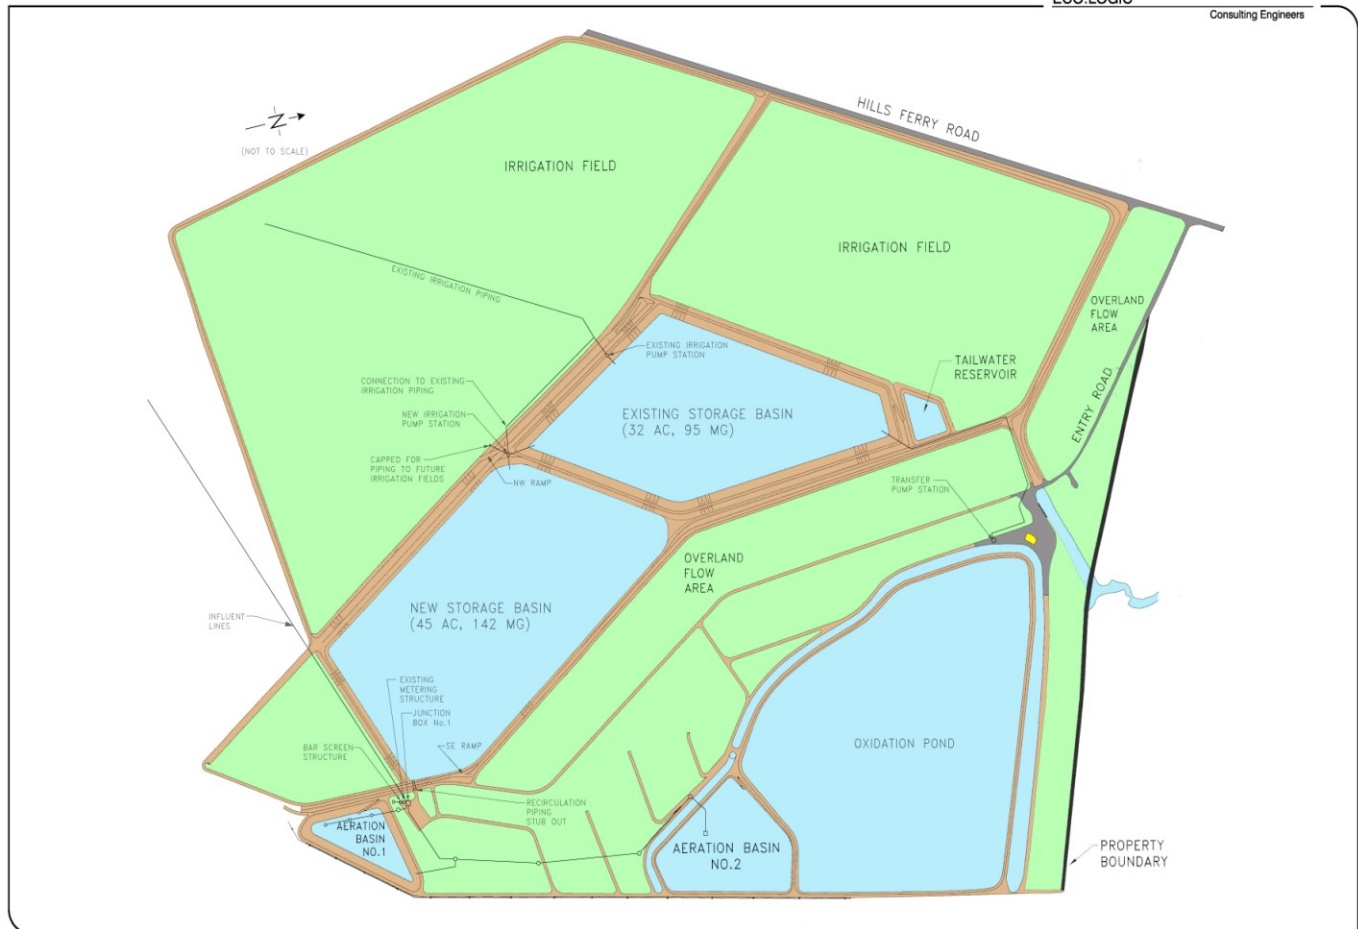 ECO:LOGIC
Consulting Engineers
HILLS FERRY ROAD
N
(NOT TO SCALE)
IRRIGATION FIELD
IRRIGATION FIELD
EXISTING IRRIGATION PIPING
OVERLAND
FLOW
AREA
EXISTING IRRIGATION
PUMP STATION
TAILWATER
RESERVOIR
ENTRY ROAD
CONNECTION TO EXISTING
IRRIGATION PIPING
NEW IRRIGATION
PUMP STATION
EXISTING STORAGE BASIN
(32 AC, 95 MG)
CAPPED FOR
PIPING TO FUTURE
IRRIGATION FIELDS
NW RAMP
TRANSFER
PUMP STATION
OVERLAND
FLOW
AREA
NEW STORAGE BASIN
(45 AC, 142 MG)
INFLUENT
LINES
EXISTING
METERING
STRUCTURE
JUNCTION
BOX No.1
BAR SCREEN
STRUCTURE
SE RAMP
OXIDATION POND
RECIRCULATION
PIPING
STUB OUT
AERATION
BASIN
NO.1
AERATION BASIN
NO.2
PROPERTY
BOUNDARY